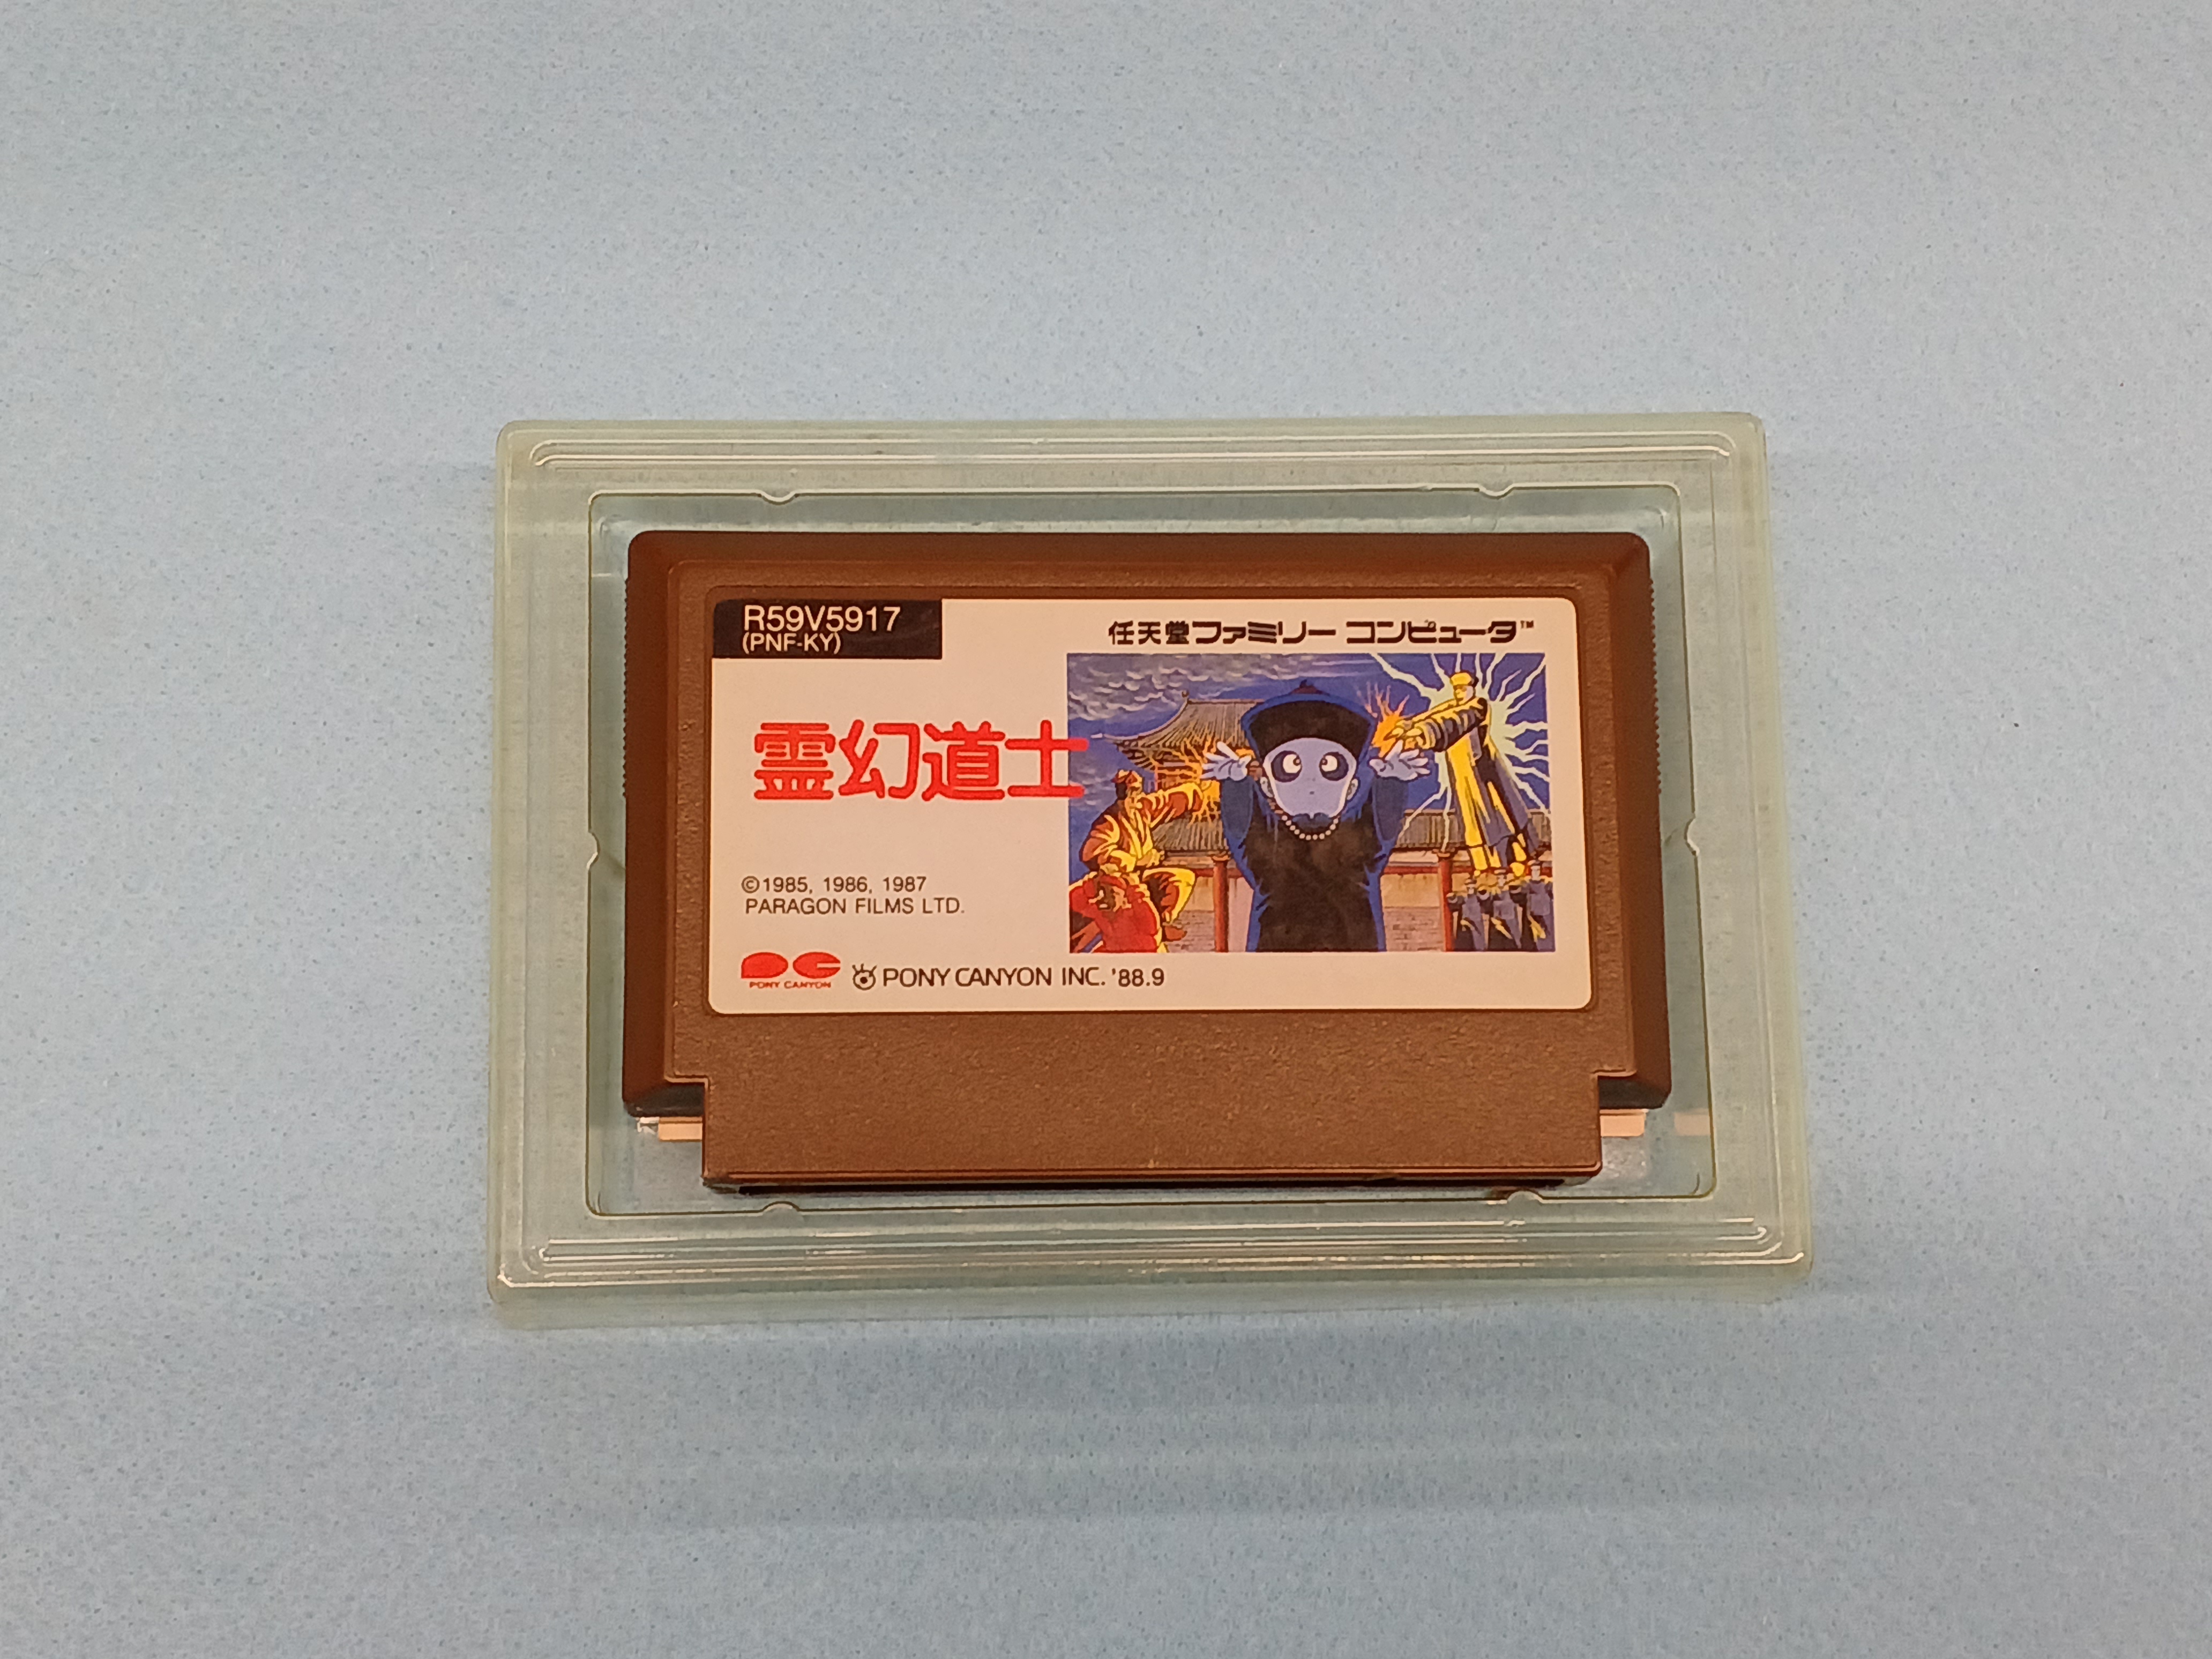 R59V5917
(PNF-KY)
任天堂ファミリー コンピュータ™
霊幻道士
©1985, 1986, 1987
PARAGON FILMS LTD.
PC
PONY CANYON
PONY CANYON INC. '88.9